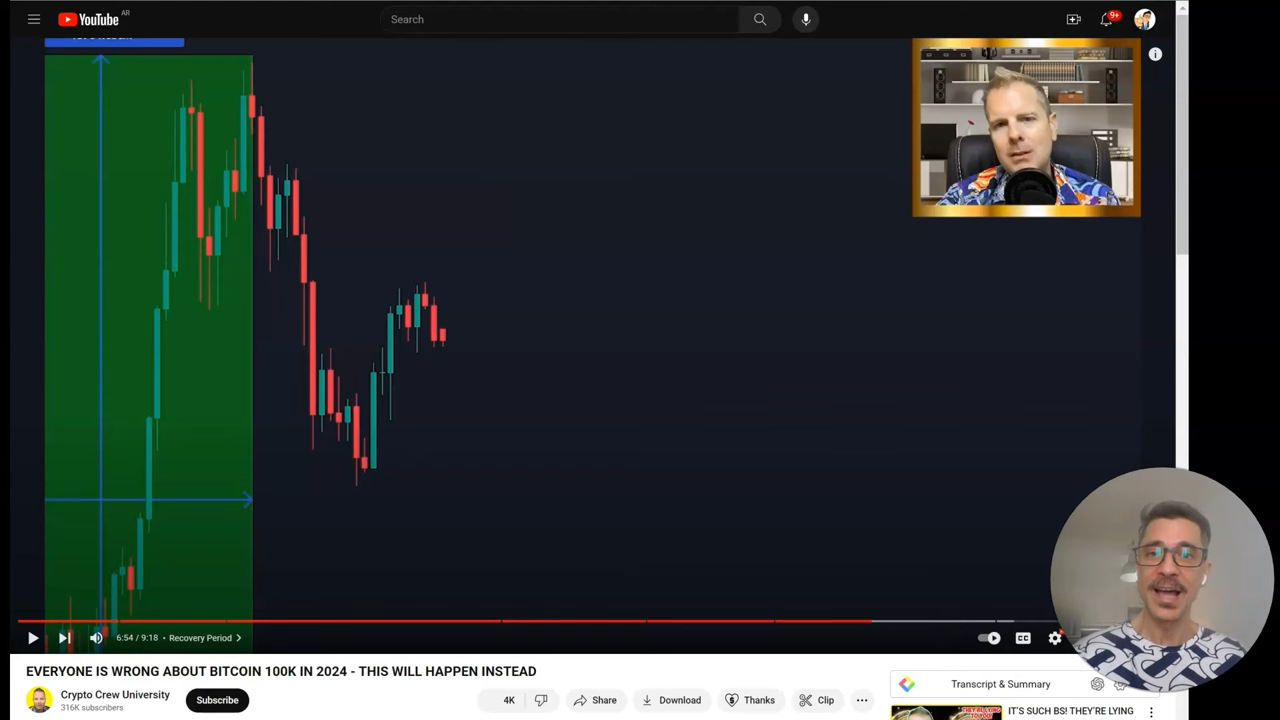 YouTube AR
Search
9+
6:54 / 9:18 • Recovery Period
CC
EVERYONE IS WRONG ABOUT BITCOIN 100K IN 2024 - THIS WILL HAPPEN INSTEAD
Crypto Crew University
316K subscribers
Subscribe
4K
Share
Download
Thanks
Clip
Transcript & Summary
IT'S SUCH BS! THEY'RE LYING